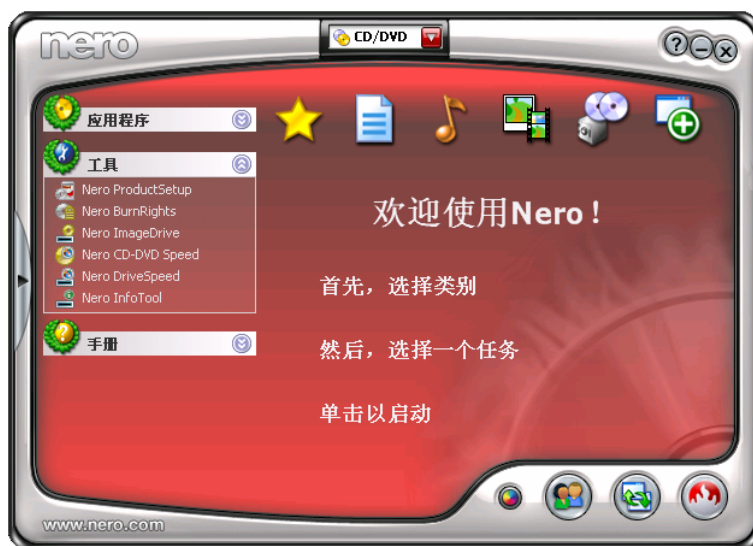 nero
CD/DVD
应用程序
工具
Nero ProductSetup
Nero BurnRights
Nero ImageDrive
Nero CD-DVD Speed
Nero DriveSpeed
Nero InfoTool
手册
欢迎使用Nero！
首先，选择类别
然后，选择一个任务
单击以启动
www.nero.com